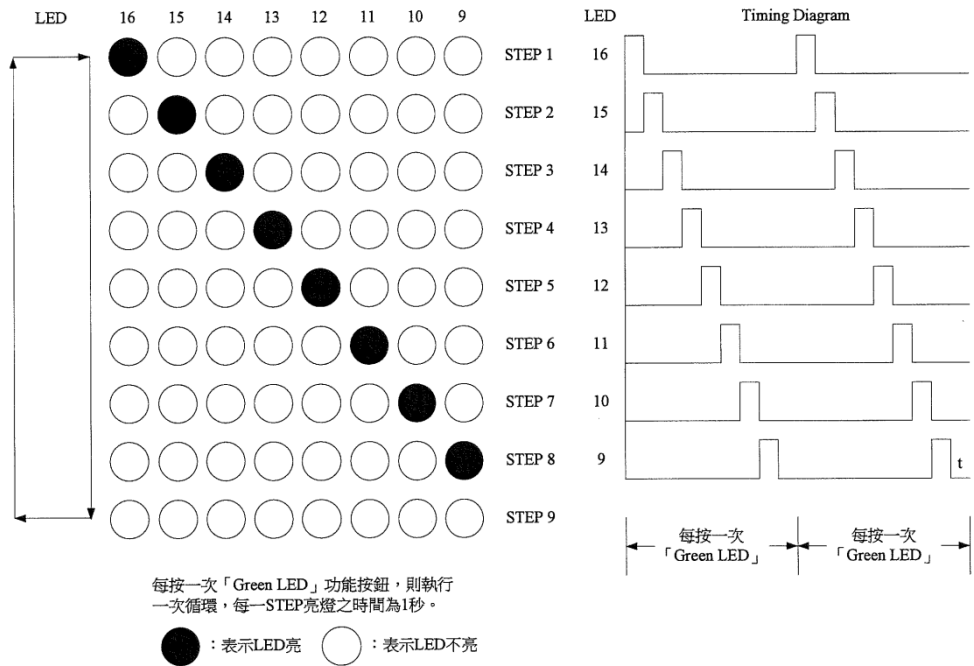 LED 16 15 14 13 12 11 10 9 LED Timing Diagram
STEP 1 16
STEP 2 15
STEP 3 14
STEP 4 13
STEP 5 12
STEP 6 11
STEP 7 10
STEP 8 9 t
STEP 9
每按一次 每按一次
「Green LED」 「Green LED」
每按一次「Green LED」功能按鈕,則執行
一次循環,每一STEP亮燈之時間為1秒。
:表示LED亮 :表示LED不亮